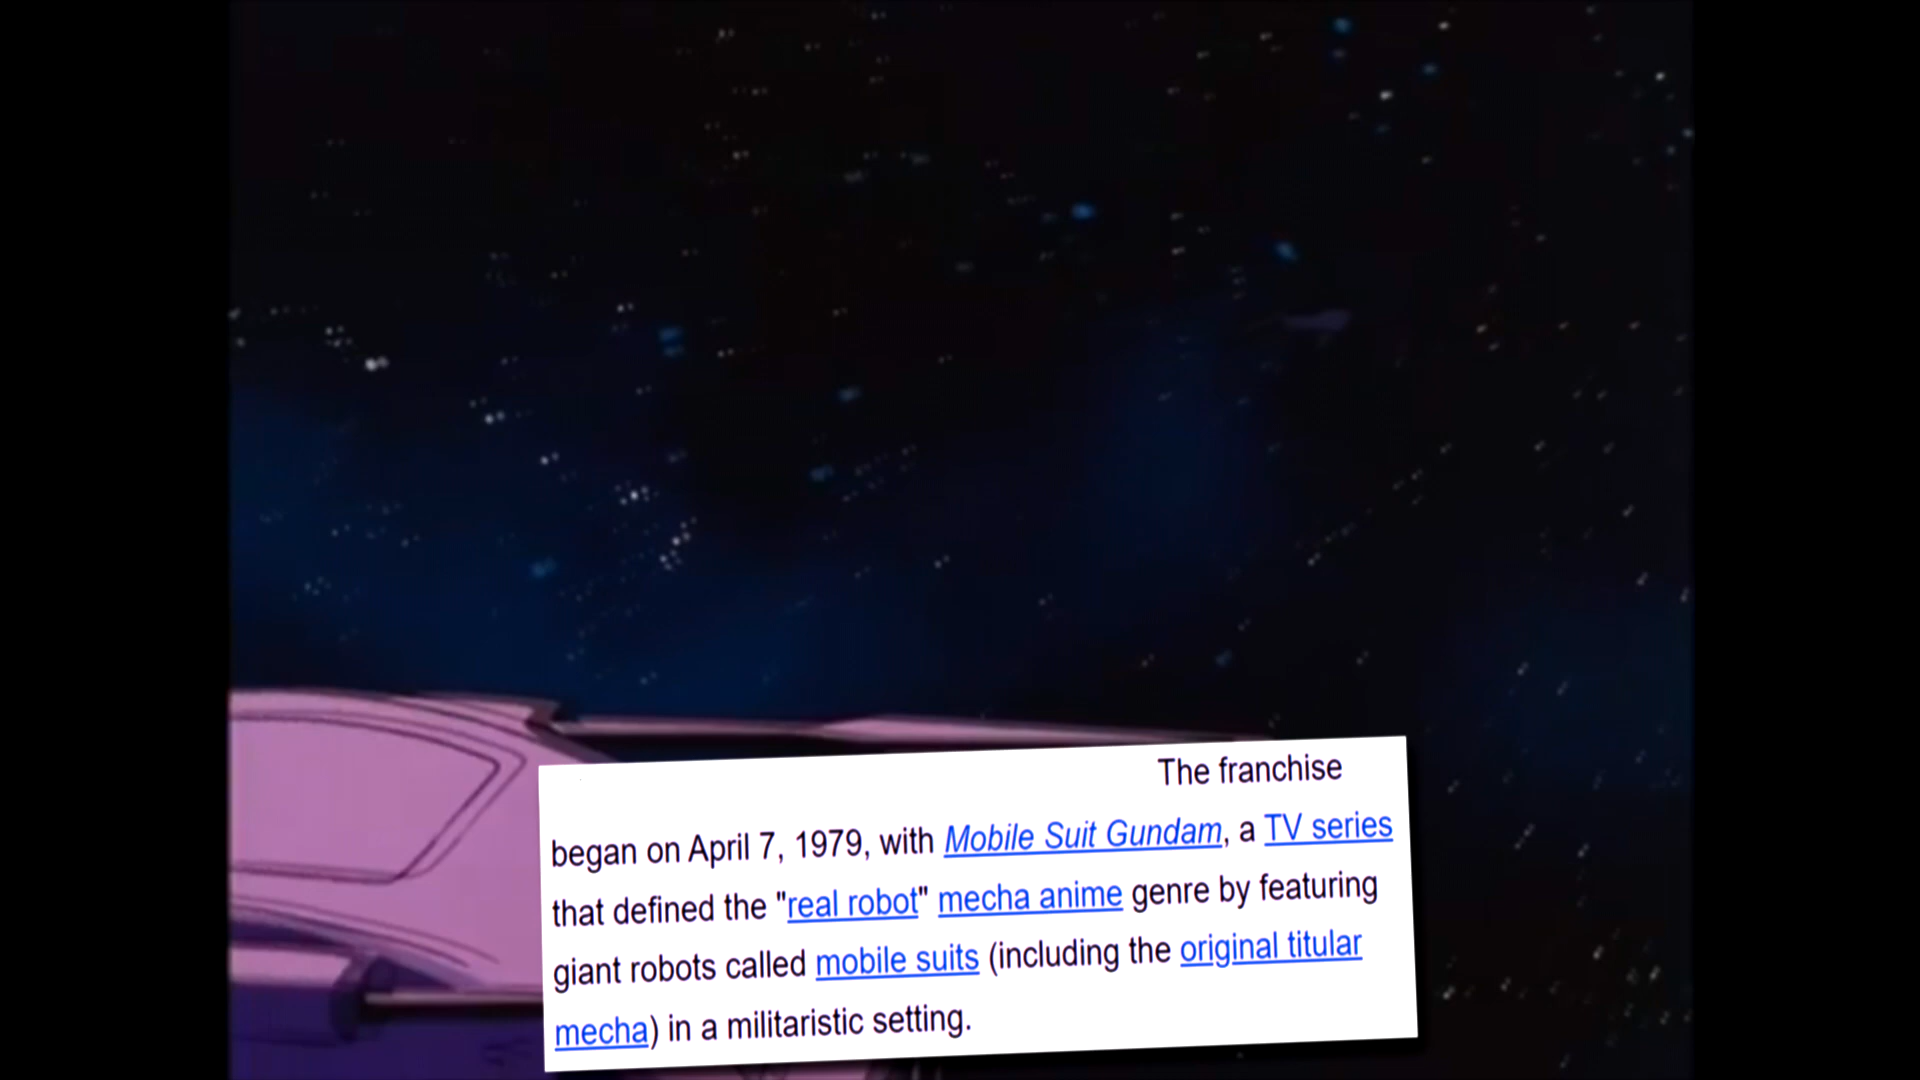 The franchise
began on April 7, 1979, with Mobile Suit Gundam, a TV series
that defined the "real robot" mecha anime genre by featuring
giant robots called mobile suits (including the original titular
mecha) in a militaristic setting.